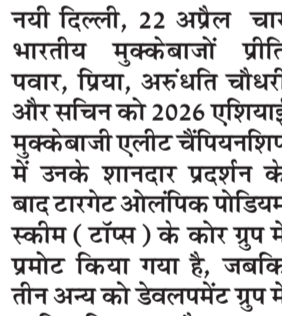 नयी दिल्ली, 22 अप्रैल चार
भारतीय मुक्केबाजों प्रीति
पवार, प्रिया, अरुंधति चौधरी
और सचिन को 2026 एशियाई
मुक्केबाजी एलीट चैंपियनशिप
में उनके शानदार प्रदर्शन के
बाद टारगेट ओलंपिक पोडियम
स्कीम ( टॉप्स ) के कोर ग्रुप में
प्रमोट किया गया है, जबकि
तीन अन्य को डेवलपमेंट ग्रुप में